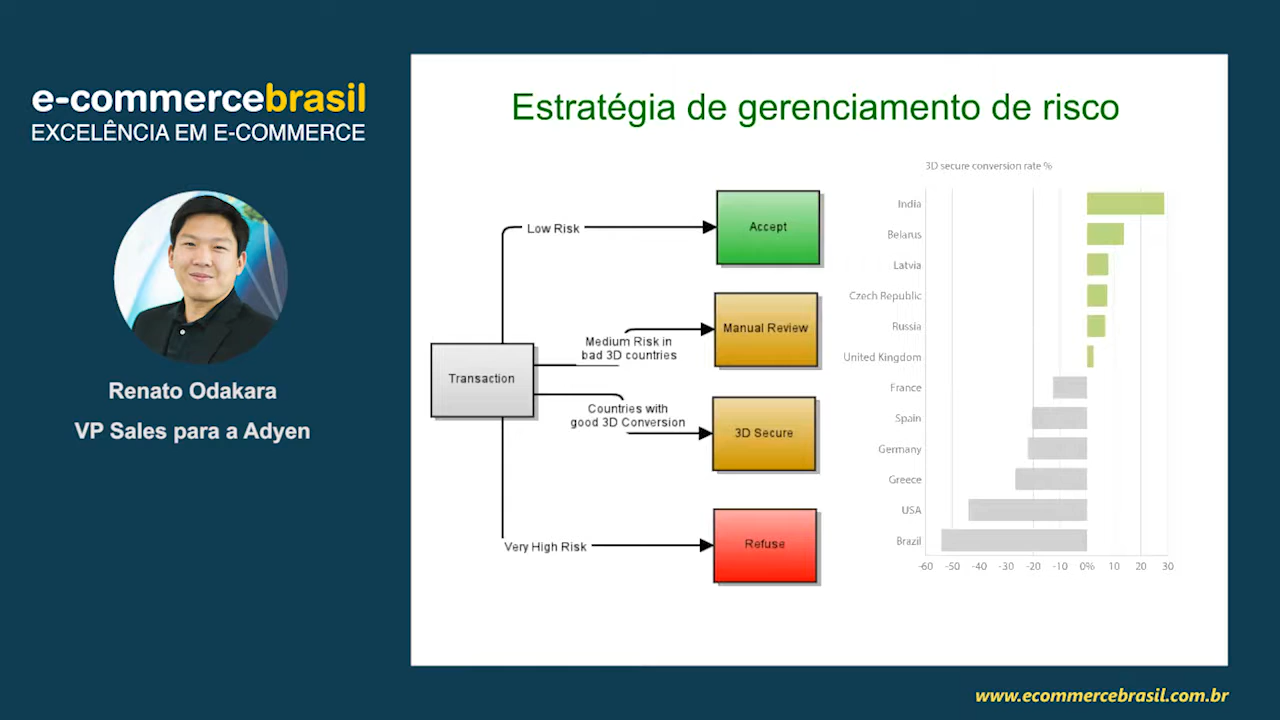 e-commercebrasil
EXCELÊNCIA EM E-COMMERCE
Renato Odakara
VP Sales para a Adyen
Estratégia de gerenciamento de risco
Transaction
Low Risk
Accept
Medium Risk in
bad 3D countries
Manual Review
Countries with
good 3D Conversion
3D Secure
Very High Risk
Refuse
3D secure conversion rate %
India
Belarus
Latvia
Czech Republic
Russia
United Kingdom
France
Spain
Germany
Greece
USA
Brazil
-60 -50 -40 -30 -20 -10 0% 10 20 30
www.ecommercebrasil.com.br